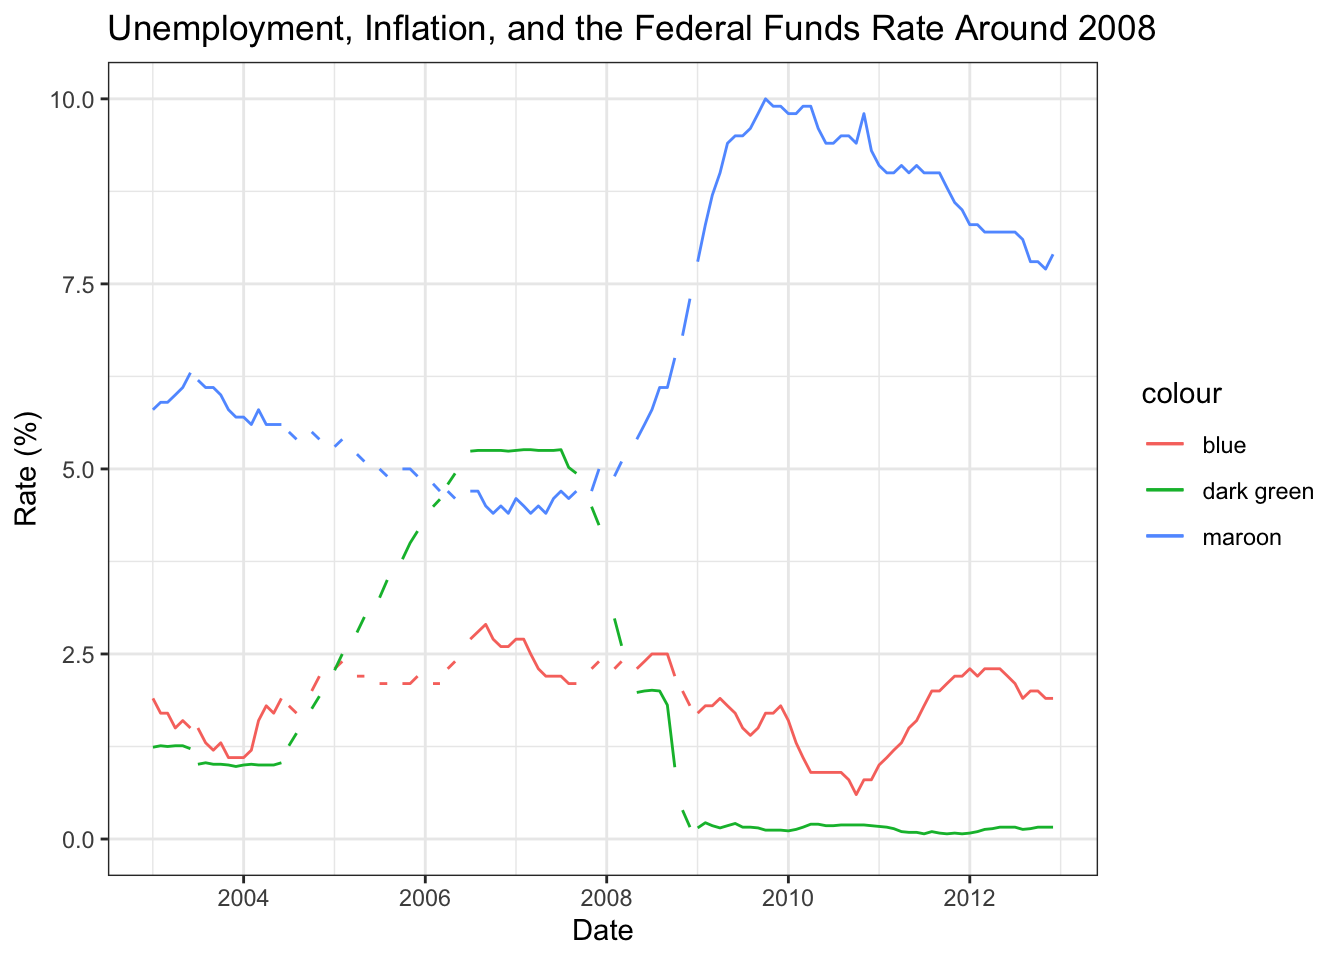 Unemployment, Inflation, and the Federal Funds Rate Around 2008
10.0
7.5
5.0
2.5
0.0
Rate (%)
2004 2006 2008 2010 2012
Date
colour
blue
dark green
maroon